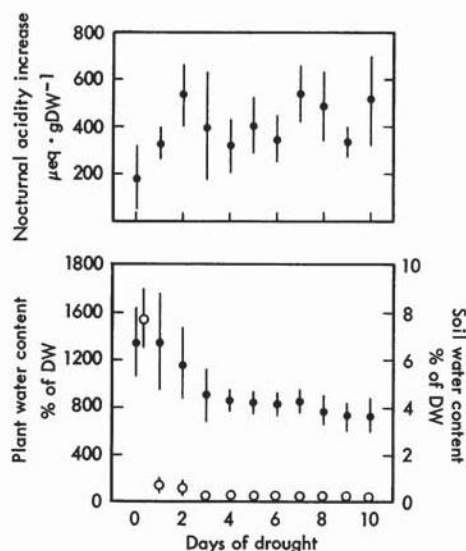 Nocturnal acidity increase
µeq • gDW⁻¹
800
600
400
200
Plant water content
% of DW
1800
1600
1200
800
400
0
10
8
6
4
2
0
Soil water content
% of DW
0 2 4 6 8 10
Days of drought